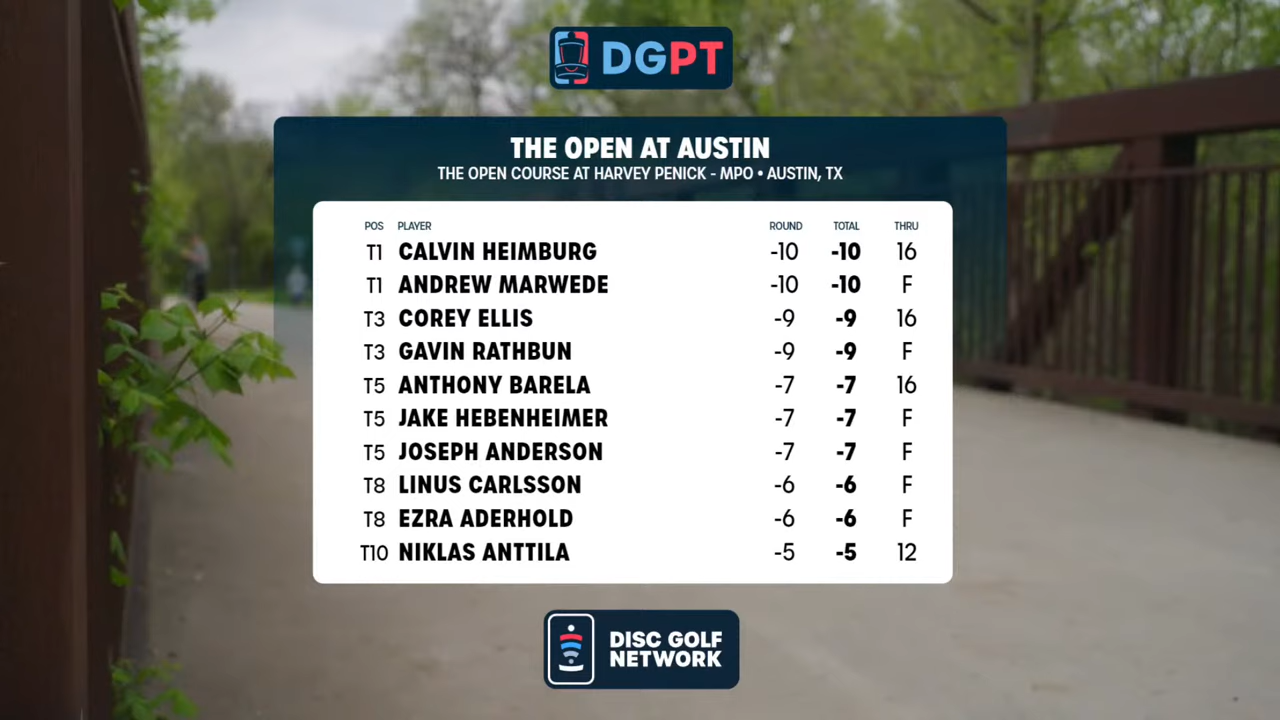 DGPT
THE OPEN AT AUSTIN
THE OPEN COURSE AT HARVEY PENICK - MPO • AUSTIN, TX
POS PLAYER ROUND TOTAL THRU
T1 CALVIN HEIMBURG -10 -10 16
T1 ANDREW MARWEDE -10 -10 F
T3 COREY ELLIS -9 -9 16
T3 GAVIN RATHBUN -9 -9 F
T5 ANTHONY BARELA -7 -7 16
T5 JAKE HEBENHEIMER -7 -7 F
T5 JOSEPH ANDERSON -7 -7 F
T8 LINUS CARLSSON -6 -6 F
T8 EZRA ADERHOLD -6 -6 F
T10 NIKLAS ANTTILA -5 -5 12
DISC GOLF
NETWORK